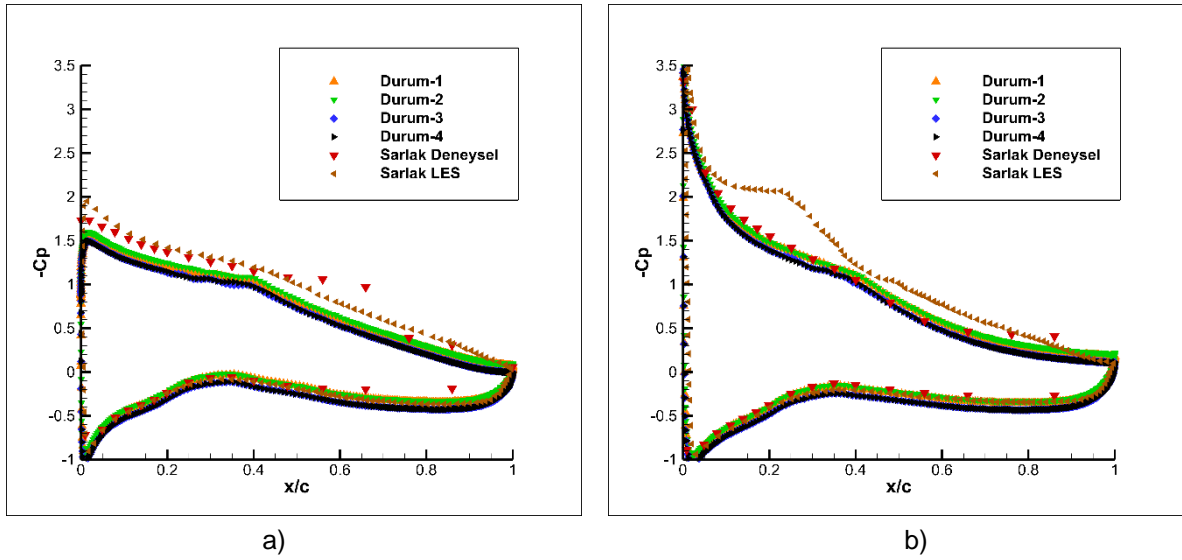 Durum-1
Durum-2
Durum-3
Durum-4
Sarlak Deneysel
Sarlak LES
3.5
3
2.5
2
1.5
1
0.5
0
-0.5
-1
-Cp
0 0.2 0.4 0.6 0.8 1
x/c
a)
Durum-1
Durum-2
Durum-3
Durum-4
Sarlak Deneysel
Sarlak LES
3.5
3
2.5
2
1.5
1
0.5
0
-0.5
-1
-Cp
0 0.2 0.4 0.6 0.8 1
x/c
b)